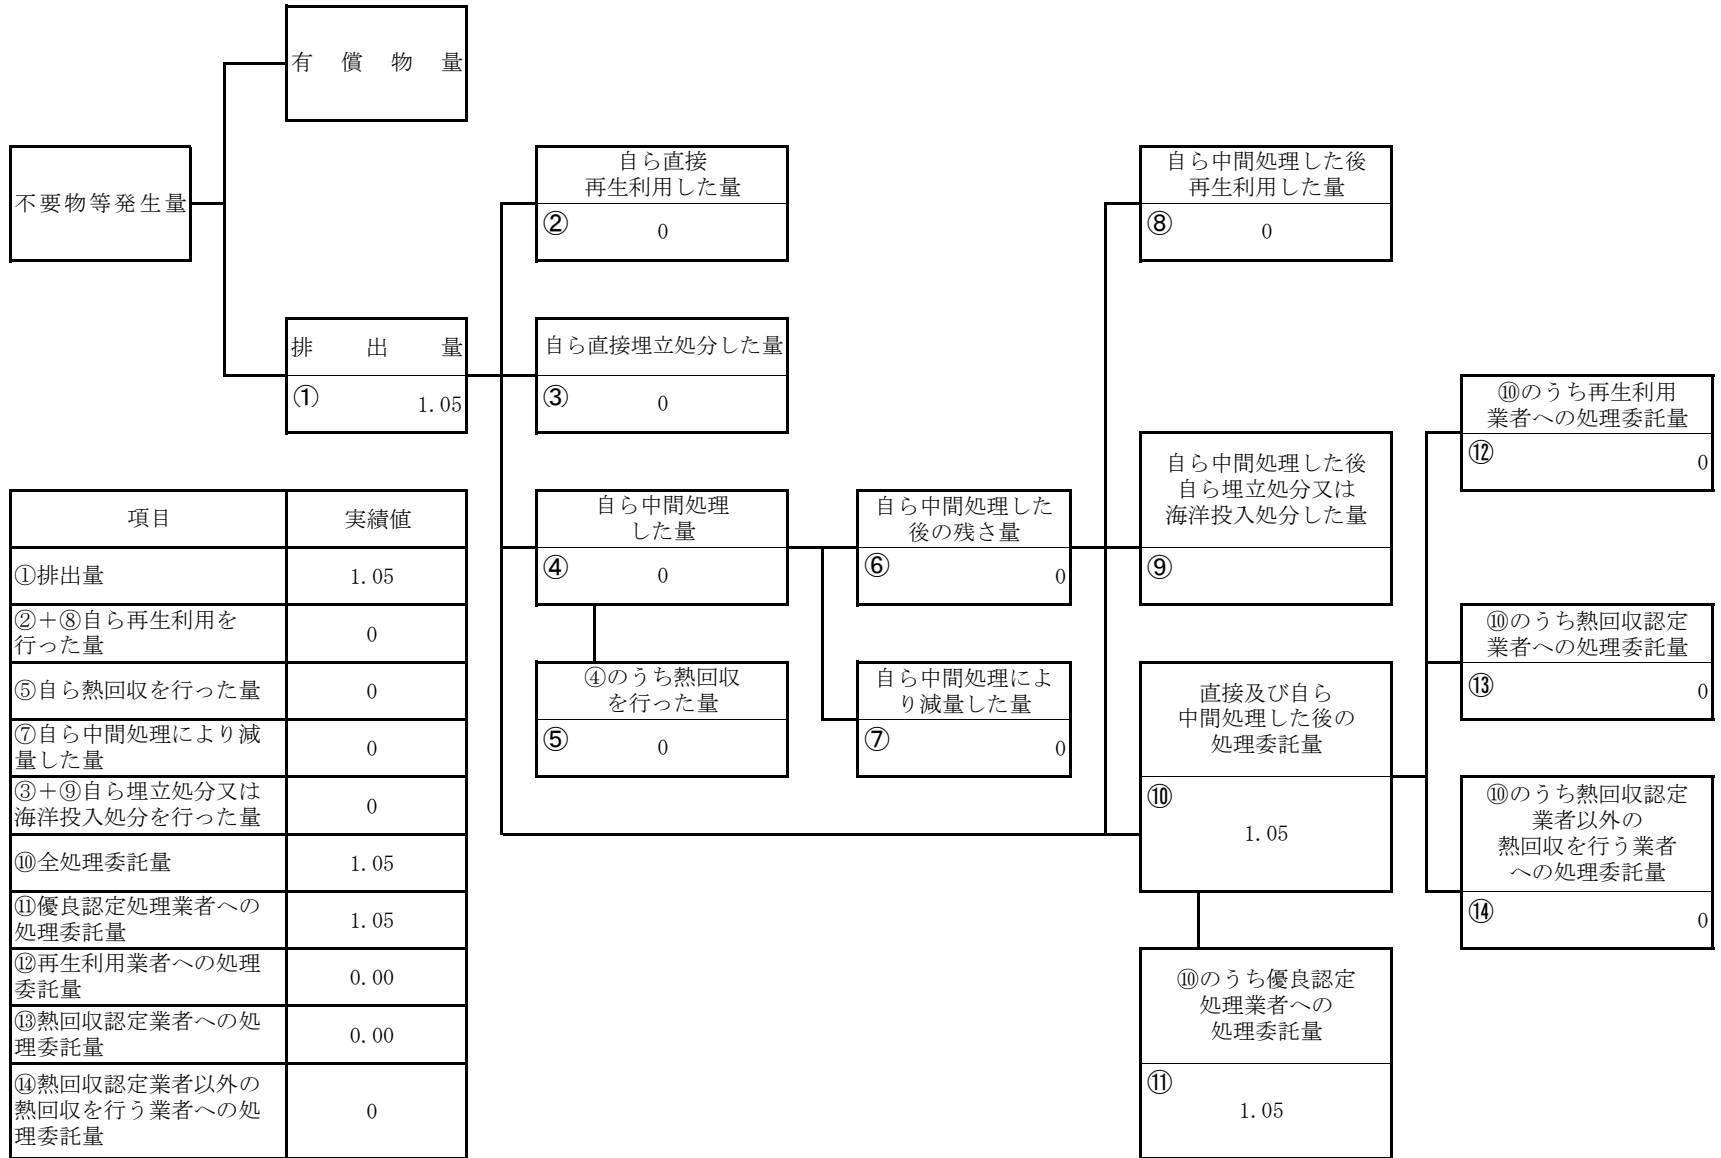 有償物量
不要物等発生量
自ら直接
再生利用した量
② 0
自ら中間処理した後
再生利用した量
⑧ 0
排出量
① 1.05
自ら直接埋立処分した量
③ 0
⑩のうち再生利用
業者への処理委託量
⑫ 0
自ら中間処理した後
自ら埋立処分又は
海洋投入処分した量
⑨
自ら中間処理
した量
④ 0
自ら中間処理した
後の残さ量
⑥ 0
④のうち熱回収
を行った量
⑤ 0
自ら中間処理によ
り減量した量
⑦ 0
直接及び自ら
中間処理した後の
処理委託量
⑩
1.05
⑩のうち熱回収認定
業者への処理委託量
⑬ 0
⑩のうち熱回収認定
業者以外の
熱回収を行う業者
への処理委託量
⑭ 0
⑩のうち優良認定
処理業者への
処理委託量
⑪
1.05
項目 実績値
①排出量 1.05
②＋⑧自ら再生利用を
行った量 0
⑤自ら熱回収を行った量 0
⑦自ら中間処理により減
量した量 0
③＋⑨自ら埋立処分又は
海洋投入処分を行った量 0
⑩全処理委託量 1.05
⑪優良認定処理業者への
処理委託量 1.05
⑫再生利用業者への処理
委託量 0.00
⑬熱回収認定業者への処
理委託量 0.00
⑭熱回収認定業者以外の
熱回収を行う業者への処
理委託量 0